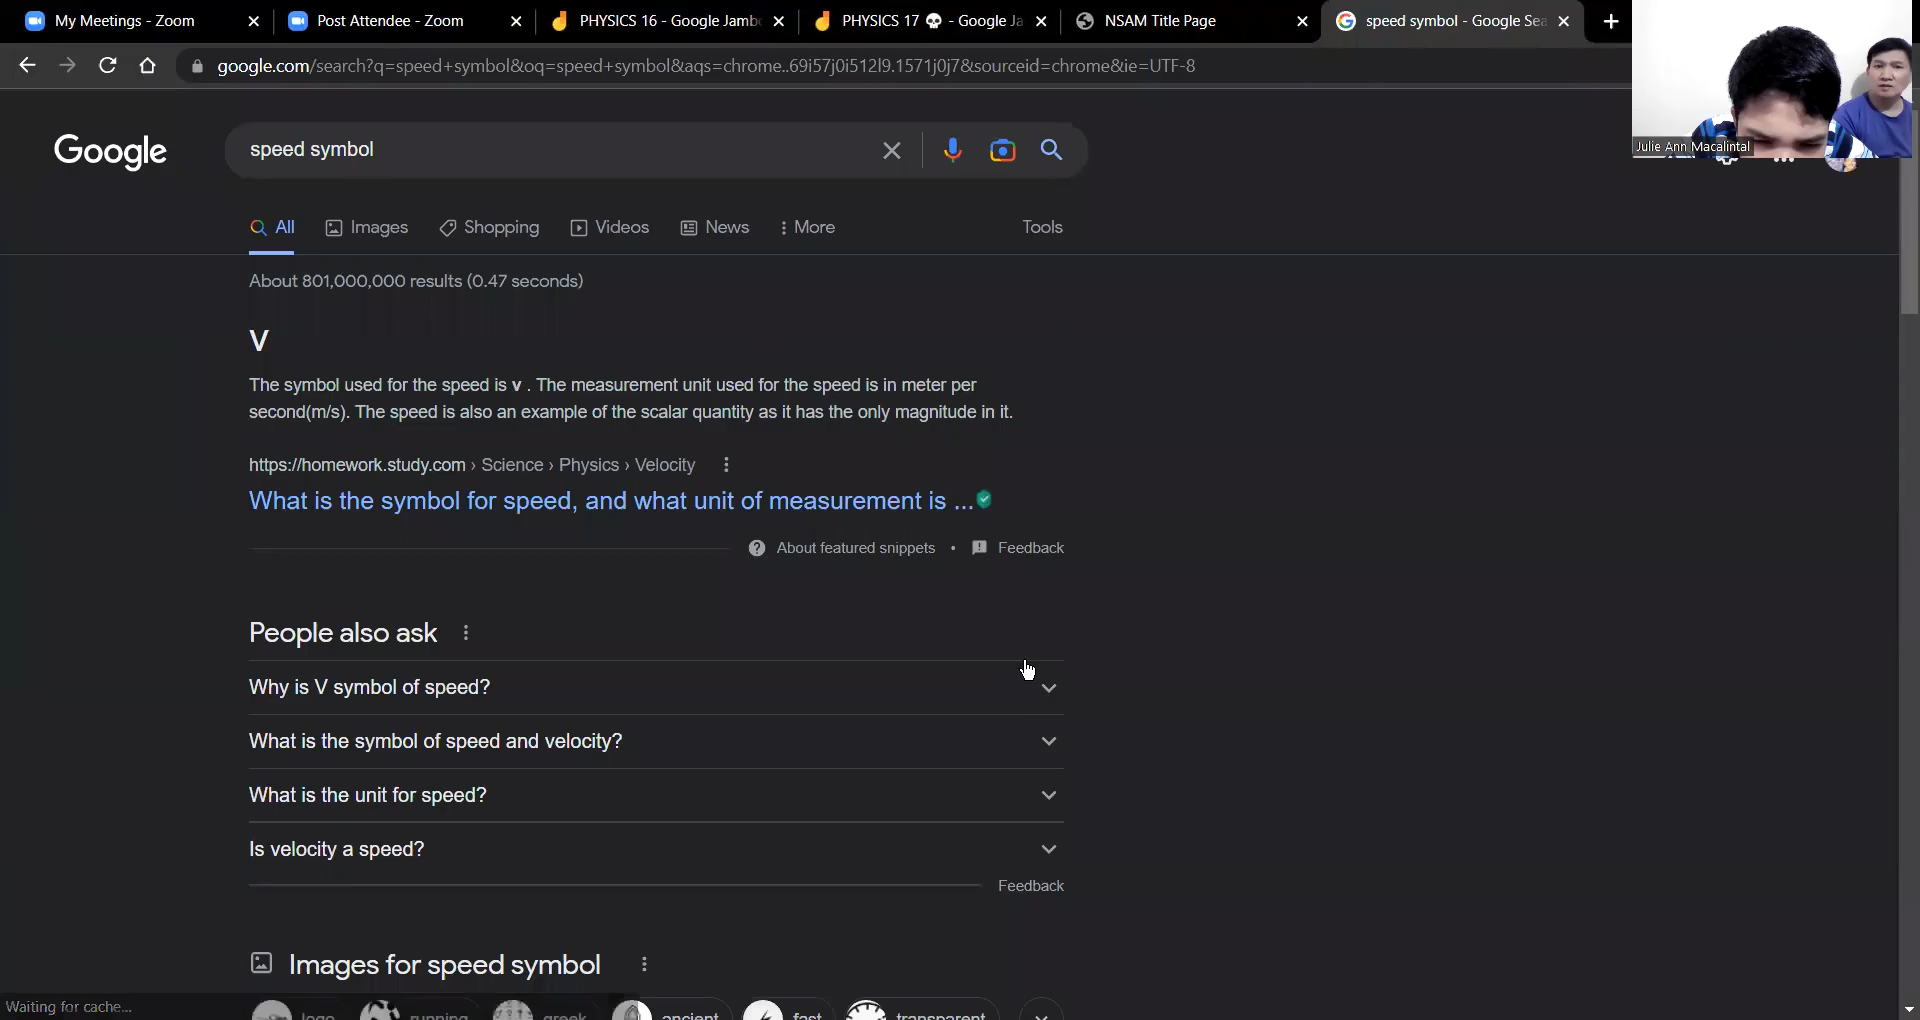 My Meetings - Zoom
Post Attendee - Zoom
PHYSICS 16 - Google Jambo
PHYSICS 17 💀 - Google Ja
NSAM Title Page
speed symbol - Google Sea
google.com/search?q=speed+symbol&oq=speed+symbol&aqs=chrome..69i57j0i512l9.1571j0j7&sourceid=chrome&ie=UTF-8
Julie Ann Macalintal
Google
speed symbol
All
Images
Shopping
Videos
News
More
Tools
About 801,000,000 results (0.47 seconds)
V
The symbol used for the speed is v . The measurement unit used for the speed is in meter per
second(m/s). The speed is also an example of the scalar quantity as it has the only magnitude in it.
https://homework.study.com › Science › Physics › Velocity
What is the symbol for speed, and what unit of measurement is ...
About featured snippets • Feedback
People also ask
Why is V symbol of speed?
What is the symbol of speed and velocity?
What is the unit for speed?
Is velocity a speed?
Feedback
Images for speed symbol
Waiting for cache...
logo
running
greek
ancient
fast
transparent